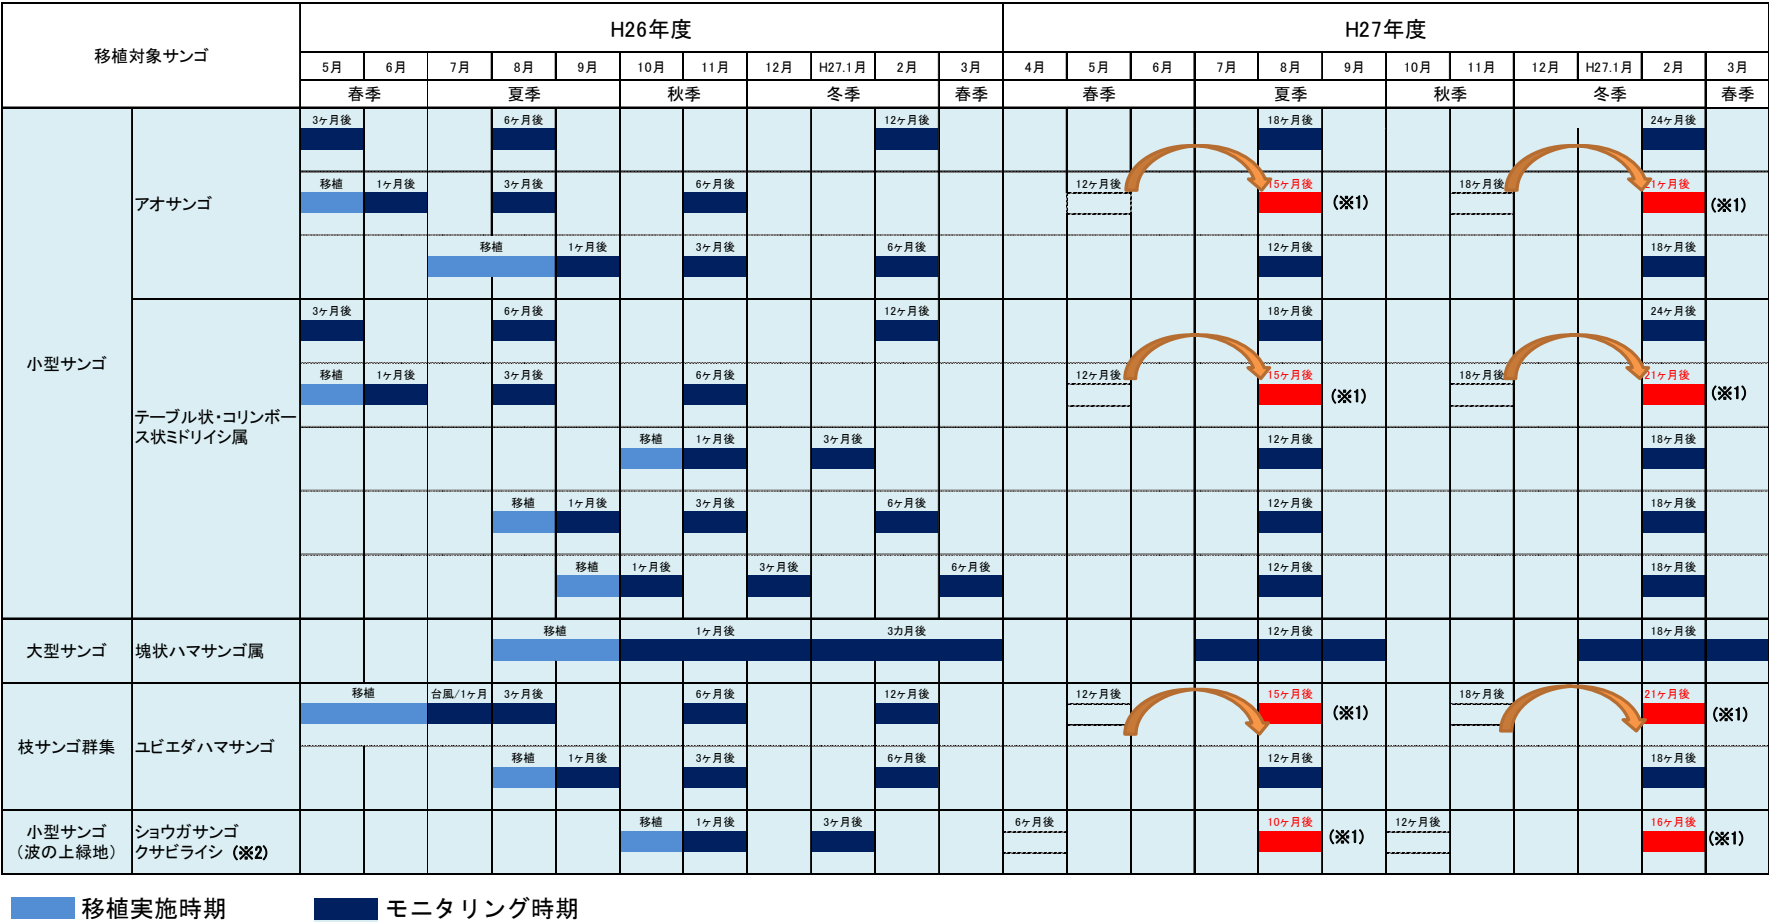 移植対象サンゴ
H26年度 H27年度
5月 6月 7月 8月 9月 10月 11月 12月 H27.1月 2月 3月 4月 5月 6月 7月 8月 9月 10月 11月 12月 H27.1月 2月 3月
春季 夏季 秋季 冬季 春季 春季 夏季 秋季 冬季 春季
小型サンゴ
アオサンゴ
3ヶ月後 6ヶ月後 12ヶ月後 18ヶ月後 24ヶ月後
移植 1ヶ月後 3ヶ月後 6ヶ月後 12ヶ月後 15ヶ月後 (※1) 18ヶ月後 21ヶ月後 (※1)
移植 1ヶ月後 3ヶ月後 6ヶ月後 12ヶ月後 18ヶ月後
テーブル状・コリンボー
ス状ミドリイシ属
3ヶ月後 6ヶ月後 12ヶ月後 18ヶ月後 24ヶ月後
移植 1ヶ月後 3ヶ月後 6ヶ月後 12ヶ月後 15ヶ月後 (※1) 18ヶ月後 21ヶ月後 (※1)
移植 1ヶ月後 3ヶ月後 12ヶ月後 18ヶ月後
移植 1ヶ月後 3ヶ月後 6ヶ月後 12ヶ月後 18ヶ月後
移植 1ヶ月後 3ヶ月後 6ヶ月後 12ヶ月後 18ヶ月後
大型サンゴ 塊状ハマサンゴ属 移植 1ヶ月後 3カ月後 12ヶ月後 18ヶ月後
枝サンゴ群集 ユビエダハマサンゴ
移植 台風/1ヶ月 3ヶ月後 6ヶ月後 12ヶ月後 12ヶ月後 15ヶ月後 (※1) 18ヶ月後 21ヶ月後 (※1)
移植 1ヶ月後 3ヶ月後 6ヶ月後 12ヶ月後 18ヶ月後
小型サンゴ
(波の上緑地)
ショウガサンゴ
クサビライシ (※2)
移植 1ヶ月後 3ヶ月後 6ヶ月後 10ヶ月後 (※1) 12ヶ月後 16ヶ月後 (※1)
移植実施時期 モニタリング時期